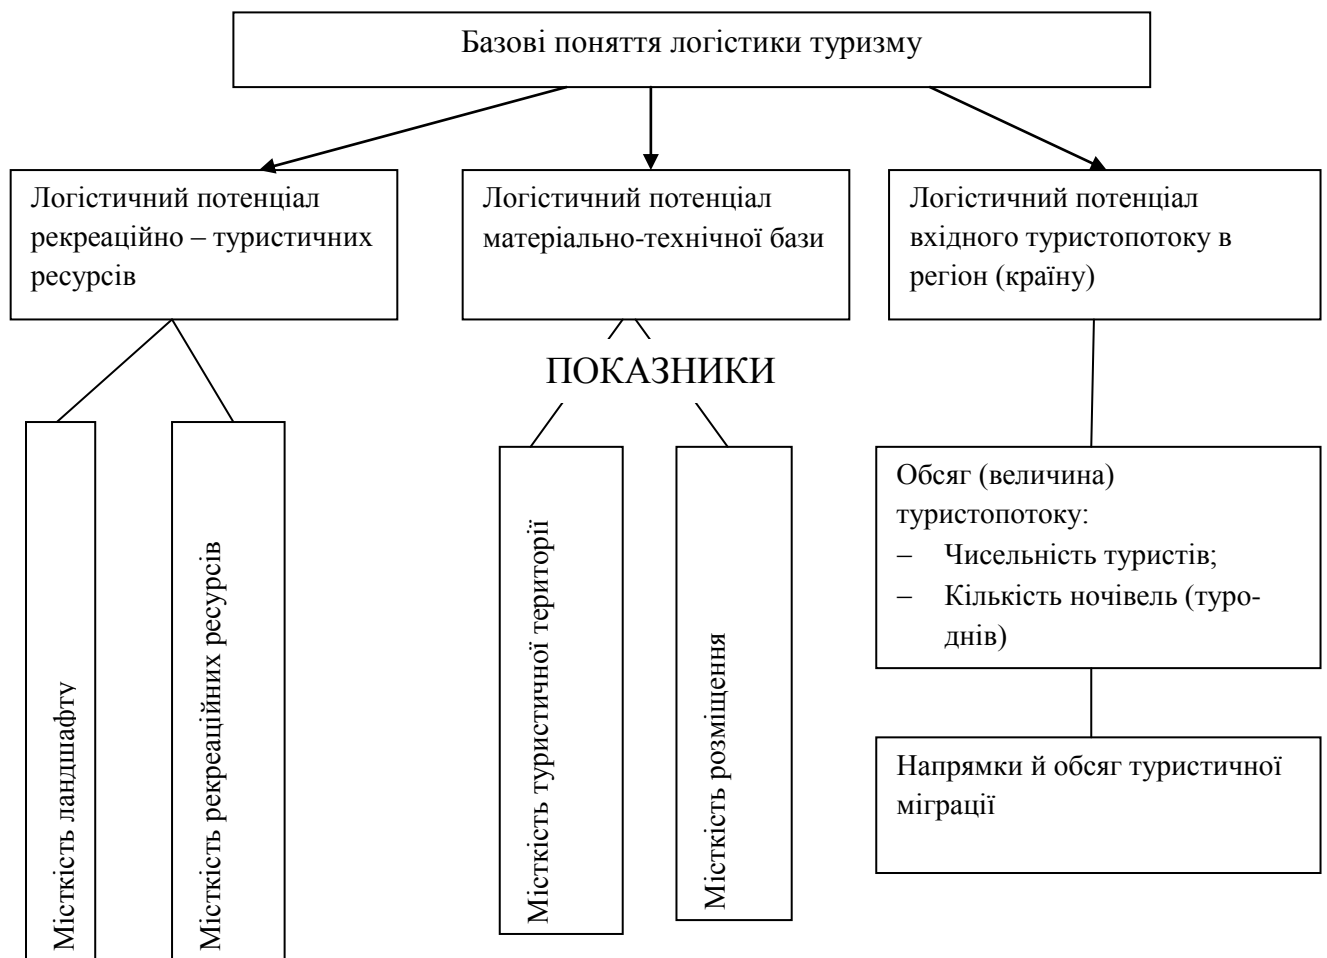 Базові поняття логістики туризму
Логістичний потенціал
рекреаційно – туристичних
ресурсів
Логістичний потенціал
матеріально-технічної бази
Логістичний потенціал
вхідного туристопотоку в
регіон (країну)
ПОКАЗНИКИ
Місткість ландшафту
Місткість рекреаційних ресурсів
Місткість туристичної території
Місткість розміщення
Обсяг (величина)
туристопотоку:
– Чисельність туристів;
– Кількість ночівель (туро-
днів)
Напрямки й обсяг туристичної
міграції